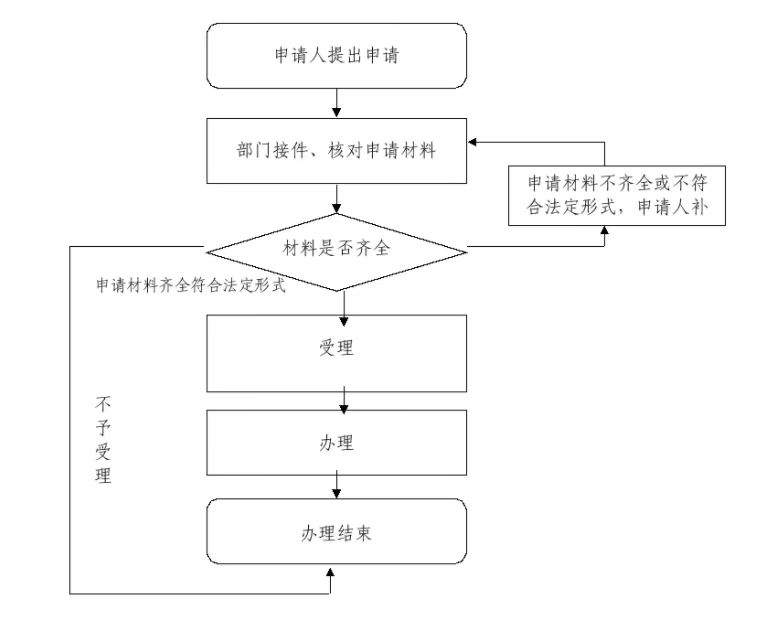 申请人提出申请
部门接件、核对申请材料
申请材料不齐全或不符
合法定形式，申请人补
材料是否齐全
申请材料齐全符合法定形式
受理
不
予
受
理
办理
办理结束